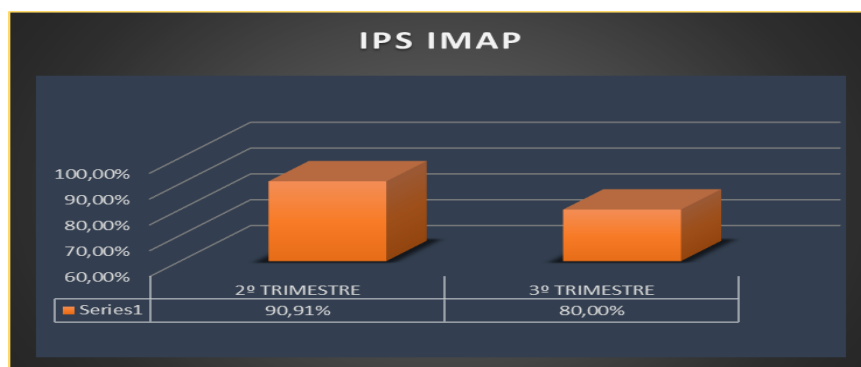 IPS IMAP
100,00%
90,00%
80,00%
70,00%
60,00%
2º TRIMESTRE 3º TRIMESTRE
Series1 90,91% 80,00%